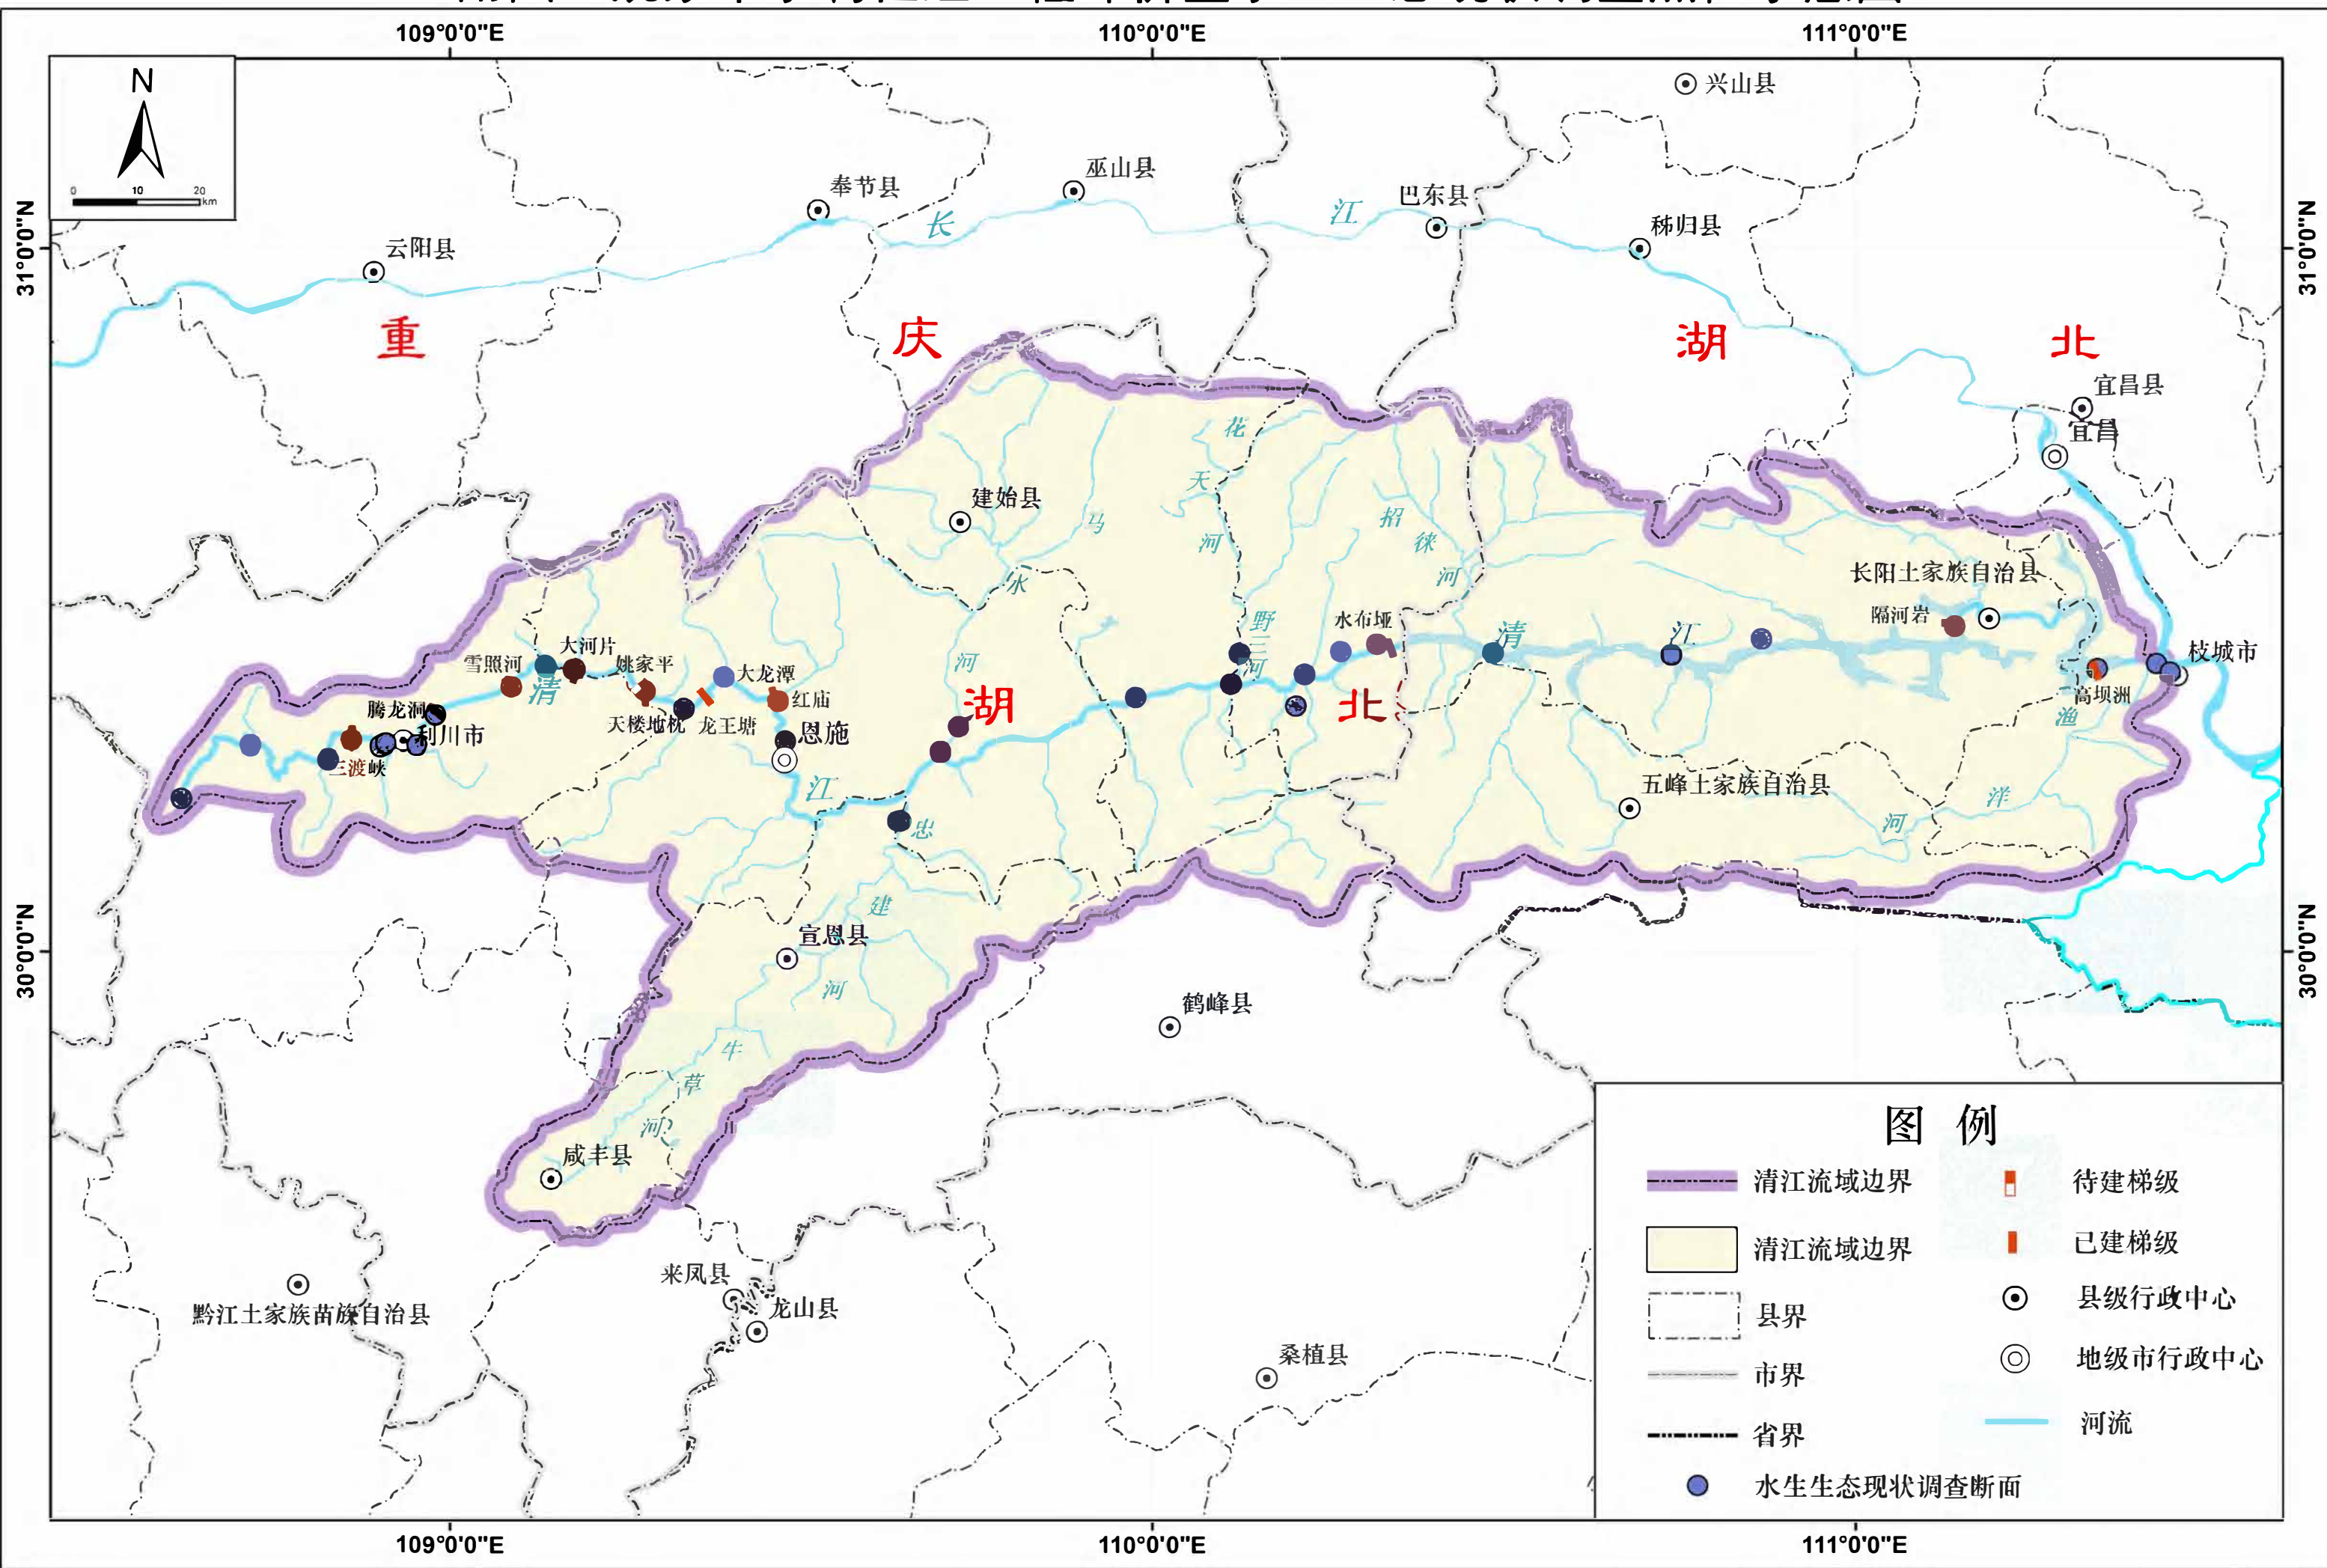 109°0'0"E
110°0'0"E
111°0'0"E
N
0 10 20
km
31°0'0"N
31°0'0"N
30°0'0"N
30°0'0"N
兴山县
巫山县
奉节县
巴东县
秭归县
云阳县
长 江
重 庆 湖 北
宜昌县
宜昌
枝城市
建始县
花 天 河
马 水 河
招 徕 河
野 三 河
长阳土家族自治县
隔河岩
水布垭
清 江
大河片
雪照河
姚家平
清
大龙潭
红庙
腾龙洞
天楼地枕
龙王塘
恩施
利川市
三渡峡
湖 北
高坝洲
江
忠 建 河
渔 洋 河
五峰土家族自治县
宣恩县
鹤峰县
牛 草 河
咸丰县
来凤县
龙山县
黔江土家族苗族自治县
桑植县
图 例
清江流域边界
待建梯级
清江流域边界
已建梯级
县界
县级行政中心
市界
地级市行政中心
省界
河流
水生生态现状调查断面
109°0'0"E
110°0'0"E
111°0'0"E